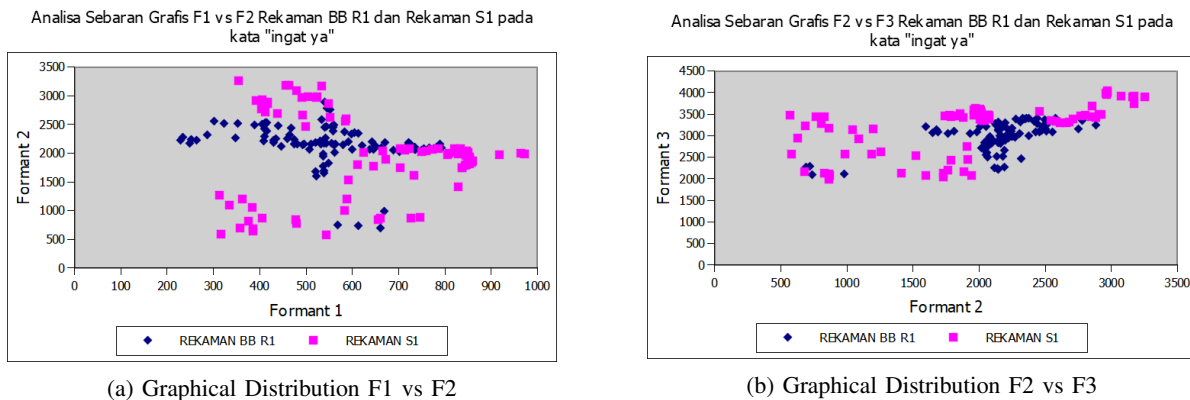 Analisa Sebaran Grafis F1 vs F2 Rekaman BB R1 dan Rekaman S1 pada
kata "ingat ya"
3500
3000
2500
2000
1500
1000
500
0
Formant 2
0 100 200 300 400 500 600 700 800 900 1000
Formant 1
REKAMAN BB R1 REKAMAN S1
(a) Graphical Distribution F1 vs F2
Analisa Sebaran Grafis F2 vs F3 Rekaman BB R1 dan Rekaman S1 pada
kata "ingat ya"
4500
4000
3500
3000
2500
2000
1500
1000
500
0
Formant 3
0 500 1000 1500 2000 2500 3000 3500
Formant 2
REKAMAN BB R1 REKAMAN S1
(b) Graphical Distribution F2 vs F3